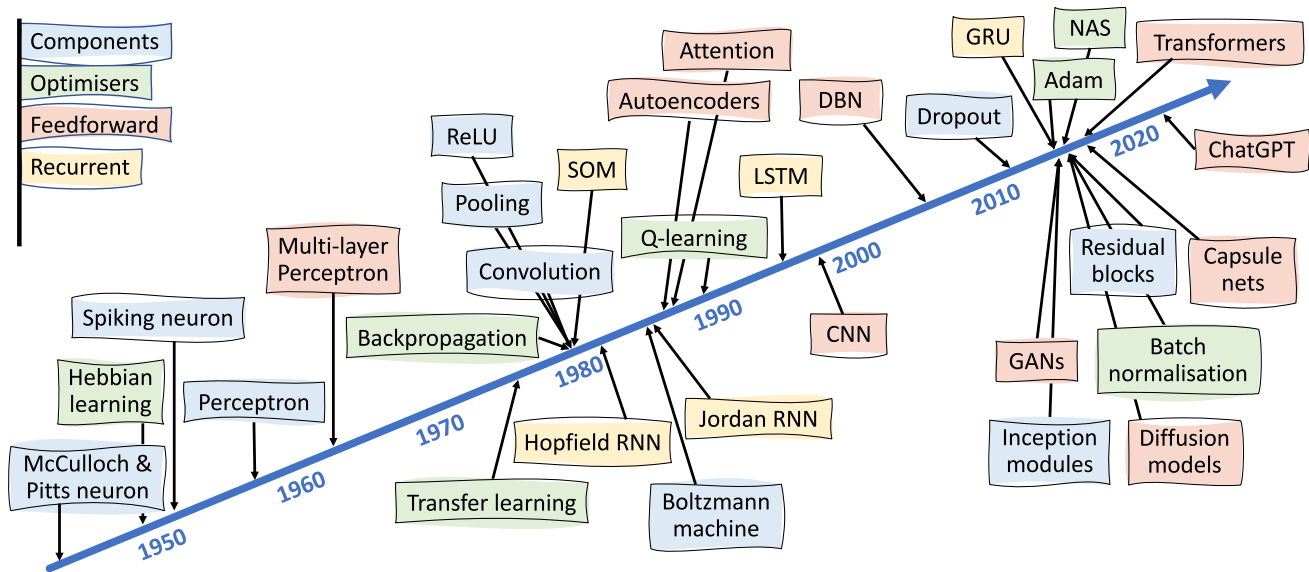 Components
Optimisers
Feedforward
Recurrent
McCulloch &
Pitts neuron
Hebbian
learning
Spiking neuron
Perceptron
Multi-layer
Perceptron
Backpropagation
Transfer learning
ReLU
Pooling
Convolution
SOM
Hopfield RNN
Jordan RNN
Boltzmann
machine
Attention
Autoencoders
Q-learning
LSTM
CNN
DBN
Dropout
GRU
NAS
Adam
Transformers
ChatGPT
Residual
blocks
Capsule
nets
GANs
Batch
normalisation
Inception
modules
Diffusion
models
1950
1960
1970
1980
1990
2000
2010
2020